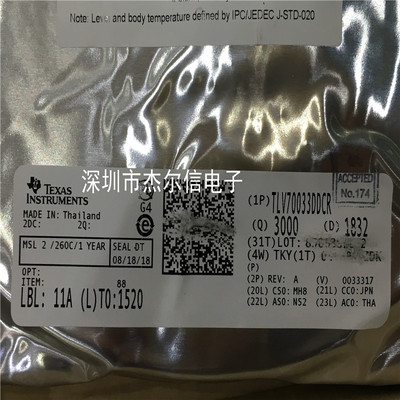 Note: Level and body temperature defined by IPC/JEDEC J-STD-020
深圳市杰尔信电子
TEXAS
INSTRUMENTS
G4
MADE IN: Thailand
2DC: 2Q:
MSL 2 /260C/1 YEAR
SEAL DT
08/18/18
OPT:
ITEM: 88
LBL: 11A (L)TO:1520
(1P) TLV70033DDCR
ACCEPTED
No.174
(Q) 3000 (D) 1832
(31T)LOT:
(4W) TKY(1T)
(P)
(2P) REV: A (V) 0033317
(20L) CSO:MH8 (21L) CCO:JPN
(22L) ASO:NS2 (23L) ACO:THA